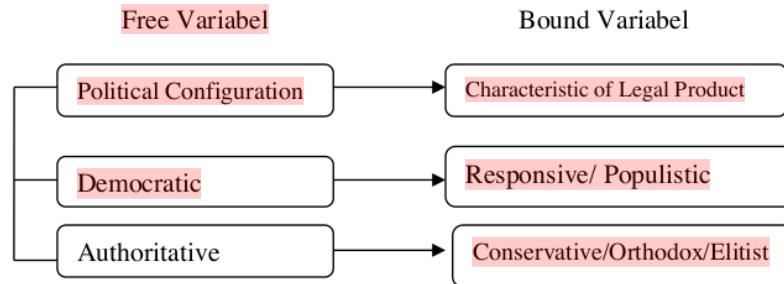 Free Variabel
Bound Variabel
Political Configuration
Characteristic of Legal Product
Democratic
Responsive/ Populistic
Authoritative
Conservative/Orthodox/Elitist